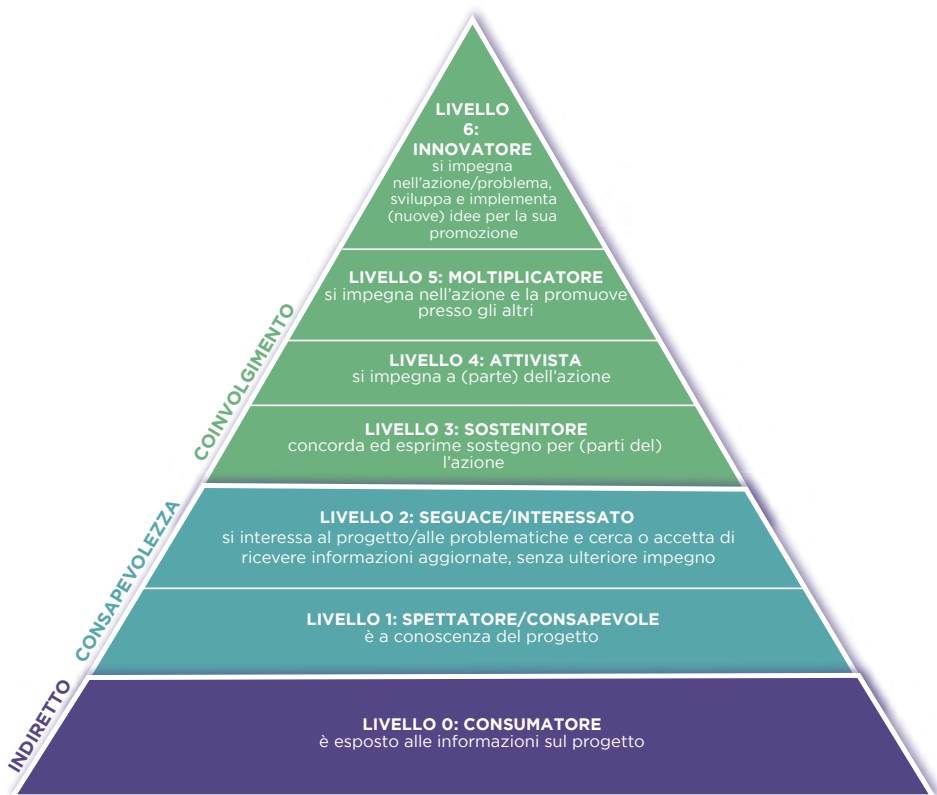 LIVELLO
6:
INNOVATORE
si impegna
nell'azione/problema,
sviluppa e implementa
(nuove) idee per la sua
promozione
LIVELLO 5: MOLTIPLICATORE
si impegna nell'azione e la promuove
presso gli altri
LIVELLO 4: ATTIVISTA
si impegna a (parte) dell'azione
LIVELLO 3: SOSTENITORE
concorda ed esprime sostegno per (parti del)
l'azione
COINVOLGIMENTO
LIVELLO 2: SEGUACE/INTERESSATO
si interessa al progetto/alle problematiche e cerca o accetta di
ricevere informazioni aggiornate, senza ulteriore impegno
LIVELLO 1: SPETTATORE/CONSAPEVOLE
è a conoscenza del progetto
CONSAPEVOLEZZA
LIVELLO 0: CONSUMATORE
è esposto alle informazioni sul progetto
INDIRETTO